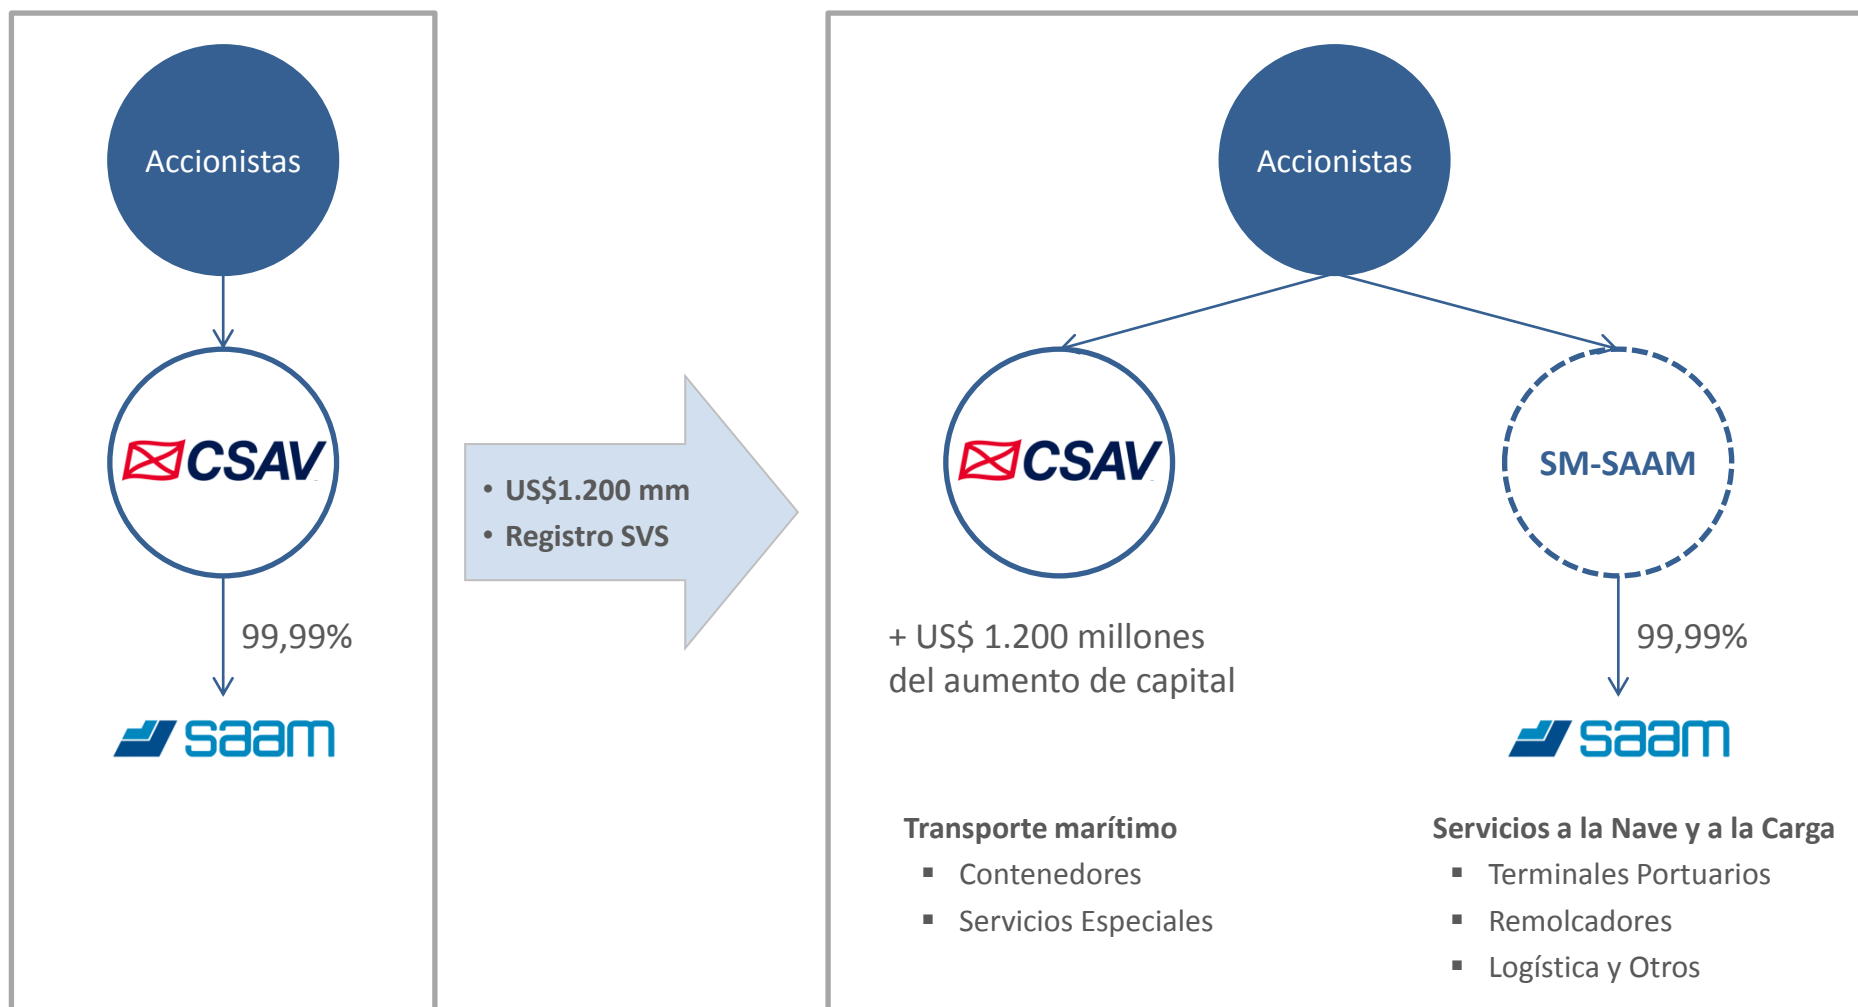 Accionistas
CSAV
99,99%
saam
• US$1.200 mm
• Registro SVS
Accionistas
CSAV
SM-SAAM
+ US$ 1.200 millones
del aumento de capital
99,99%
saam
Transporte marítimo
▪ Contenedores
▪ Servicios Especiales
Servicios a la Nave y a la Carga
▪ Terminales Portuarios
▪ Remolcadores
▪ Logística y Otros